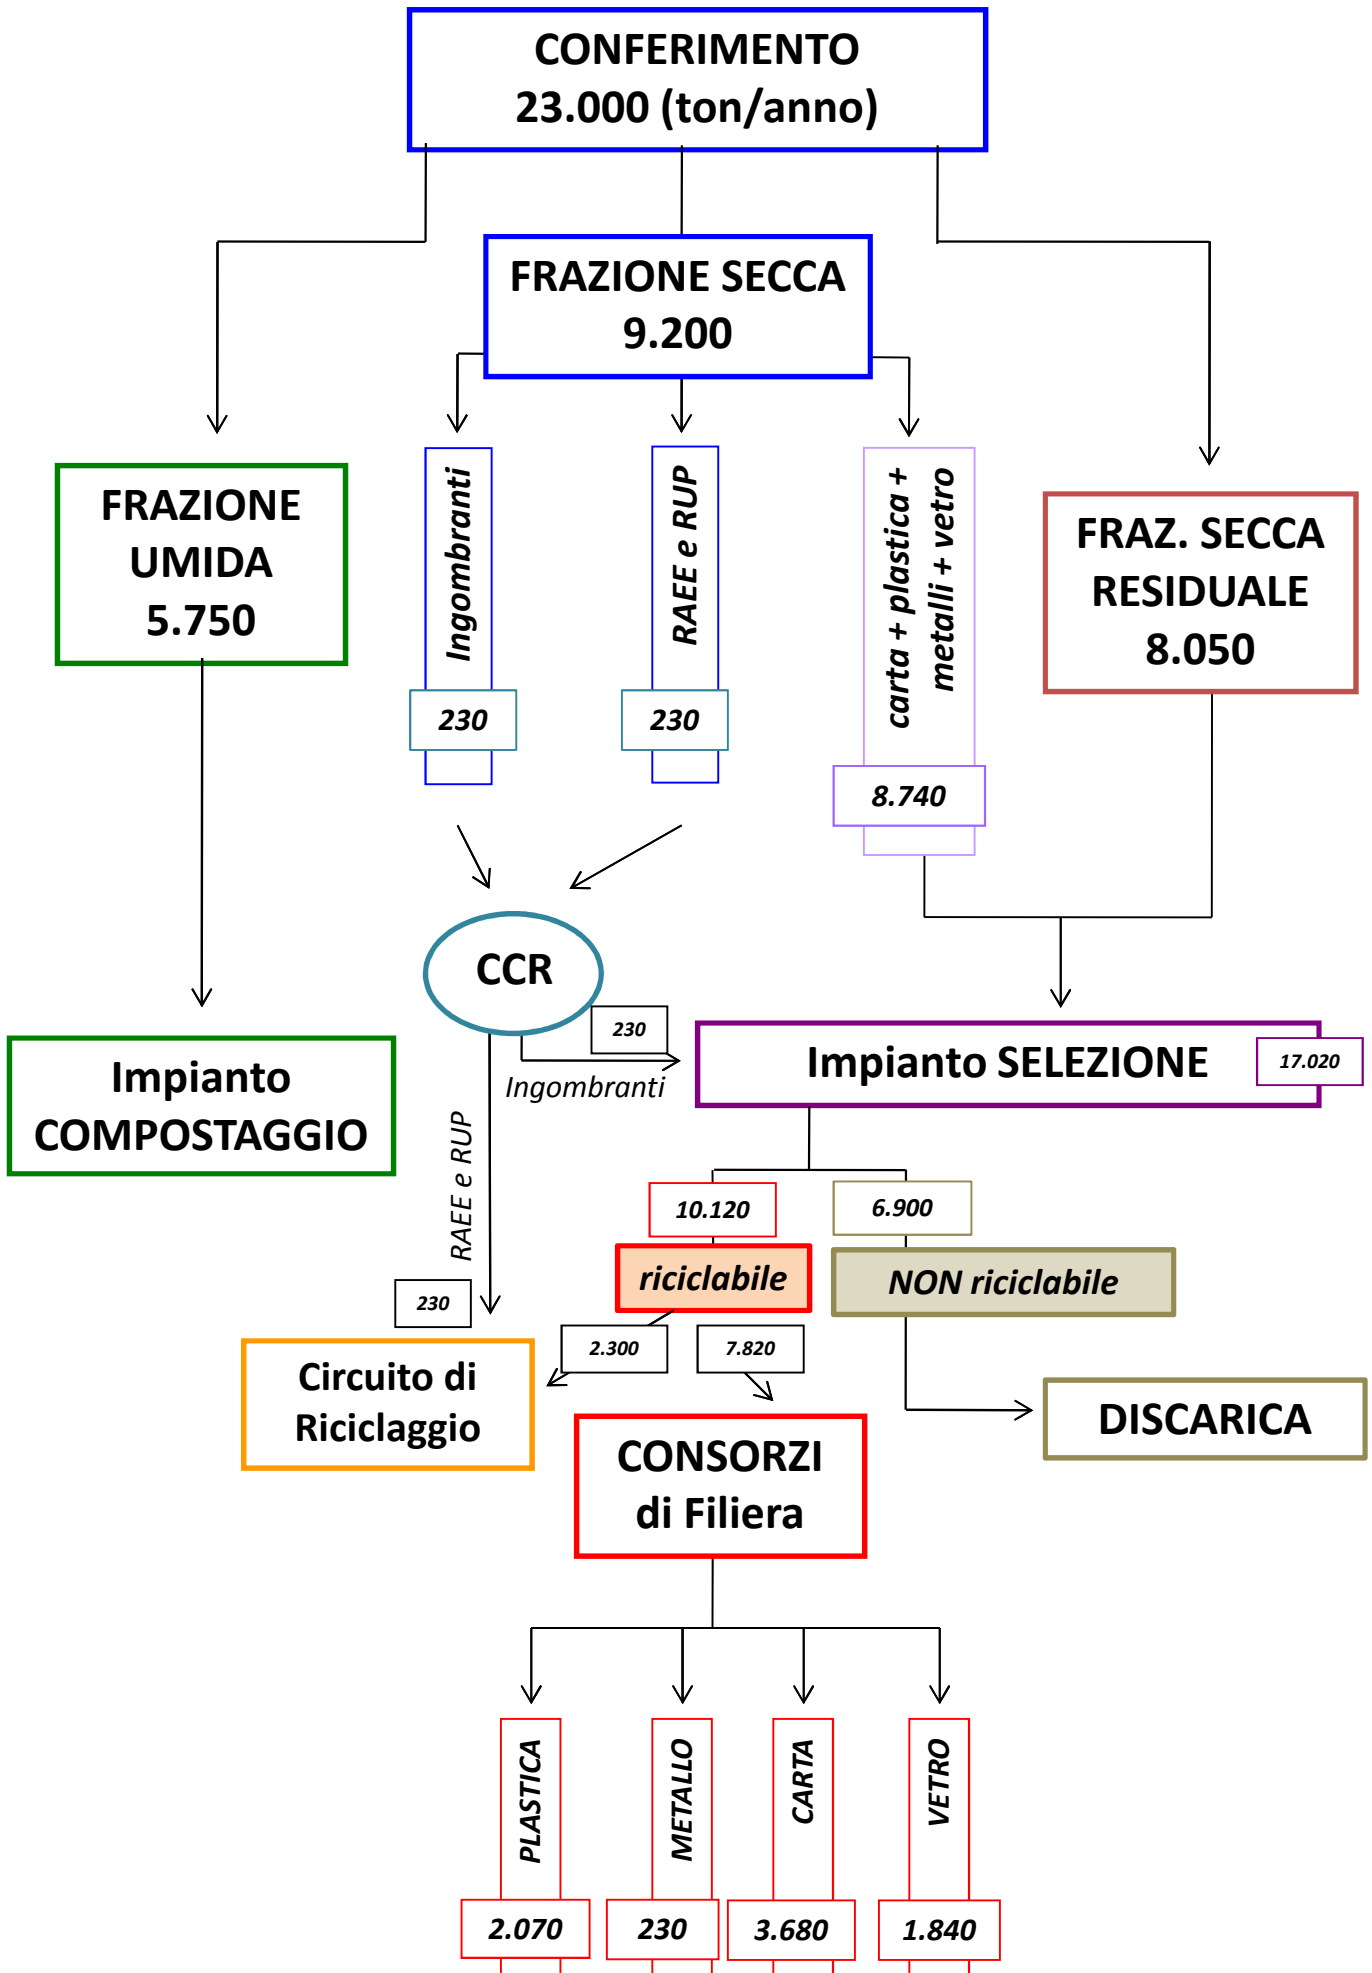 CONFERIMENTO
23.000 (ton/anno)
FRAZIONE SECCA
9.200
FRAZIONE
UMIDA
5.750
Ingombranti
230
RAEE e RUP
230
carta + plastica +
metalli + vetro
8.740
FRAZ. SECCA
RESIDUALE
8.050
CCR
230
Ingombranti
Impianto SELEZIONE
17.020
Impianto
COMPOSTAGGIO
RAEE e RUP
230
10.120
6.900
riciclabile
NON riciclabile
2.300
7.820
Circuito di
Riciclaggio
CONSORZI
di Filiera
DISCARICA
PLASTICA
METALLO
CARTA
VETRO
2.070
230
3.680
1.840